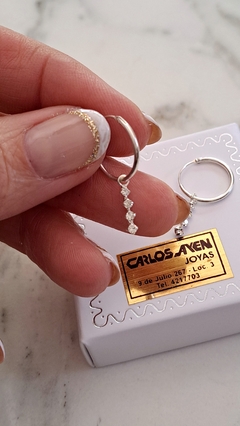 CARLOS AYEN
JOYAS
9 de Julio 267 - Loc. 3
Tel. 4217703